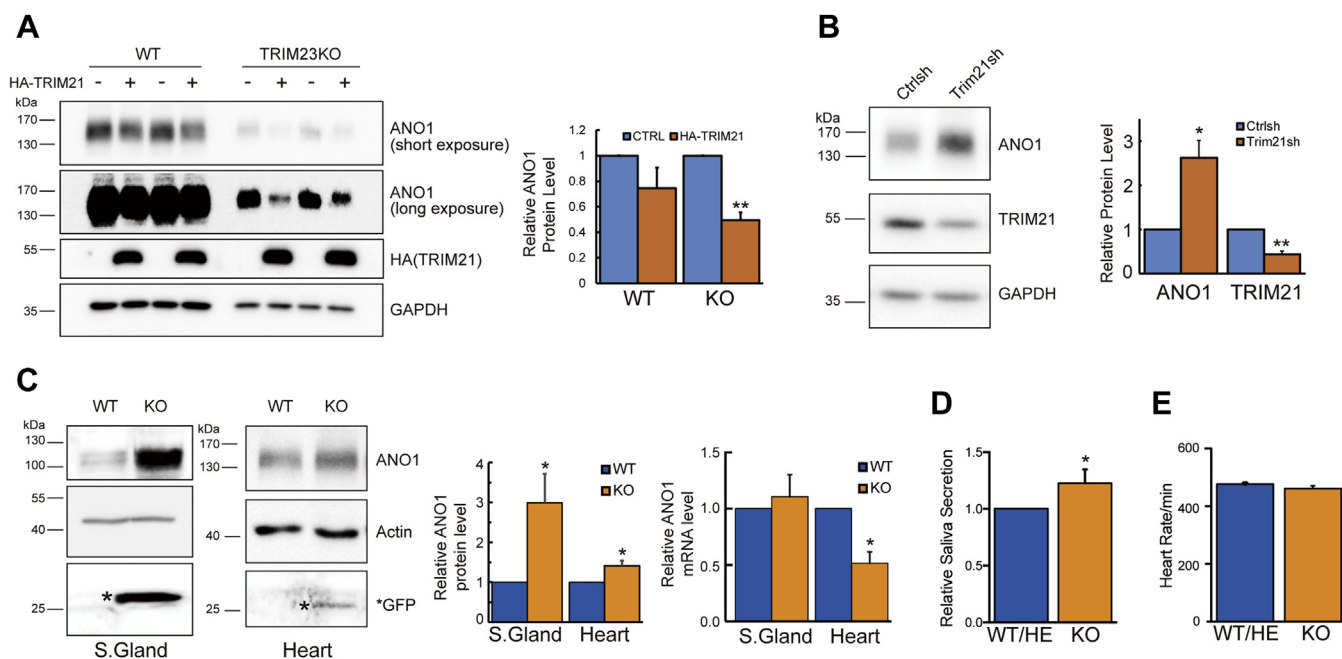 A
WT TRIM23KO
HA-TRIM21 - + - + - + - +
kDa
170
130
ANO1
(short exposure)
170
130
ANO1
(long exposure)
55
HA(TRIM21)
35
GAPDH
Relative ANO1
Protein Level
1.2
1
0.8
0.6
0.4
0.2
0
CTRL HA-TRIM21
**
WT KO
B
Ctrlsh Trim21sh
kDa
170
130
ANO1
55
TRIM21
35
GAPDH
Relative Protein Level
3
2
1
0
Ctrlsh
Trim21sh
*
**
ANO1 TRIM21
C
WT KO
kDa
130
100
55
40
25
*
S.Gland
WT KO
kDa
170
130
ANO1
40
Actin
25
*
*GFP
Heart
Relative ANO1
protein level
4
3
2
1
0
WT
KO
*
*
S.Gland Heart
Relative ANO1
mRNA level
1.5
1.0
0.5
0.0
WT
KO
*
S.Gland Heart
D
Relative Saliva Secretion
1.5
1.0
0.5
0.0
*
WT/HE KO
E
Heart Rate/min
600
400
200
0
WT/HE KO